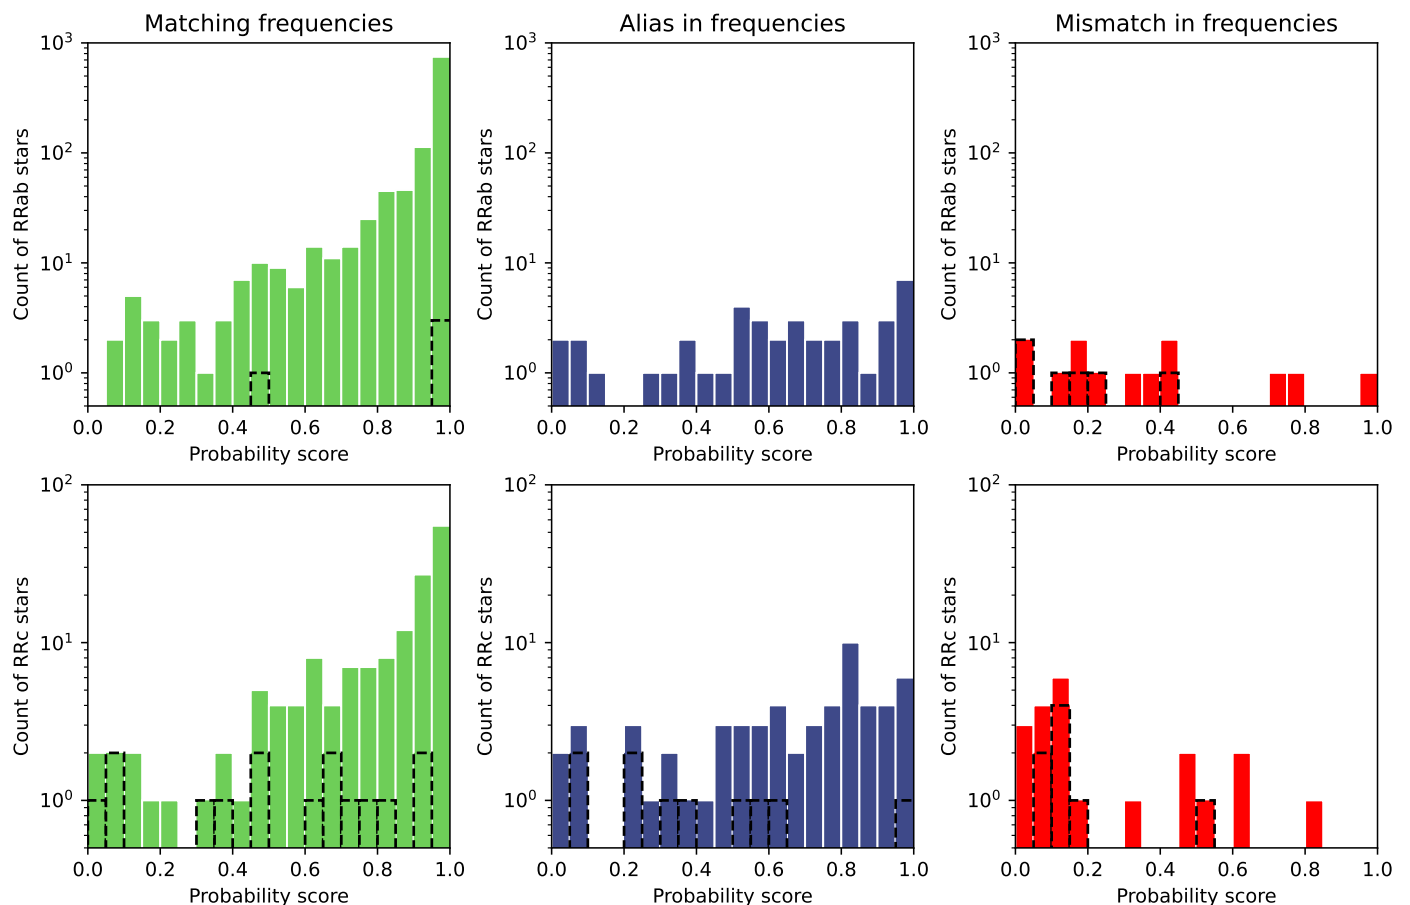 Matching frequencies
Alias in frequencies
Mismatch in frequencies
10³
10²
10¹
10⁰
Count of RRab stars
0.0 0.2 0.4 0.6 0.8 1.0
Probability score
10³
10²
10¹
10⁰
Count of RRab stars
0.0 0.2 0.4 0.6 0.8 1.0
Probability score
10³
10²
10¹
10⁰
Count of RRab stars
0.0 0.2 0.4 0.6 0.8 1.0
Probability score
10²
10¹
10⁰
Count of RRc stars
0.0 0.2 0.4 0.6 0.8 1.0
Probability score
10²
10¹
10⁰
Count of RRc stars
0.0 0.2 0.4 0.6 0.8 1.0
Probability score
10²
10¹
10⁰
Count of RRc stars
0.0 0.2 0.4 0.6 0.8 1.0
Probability score